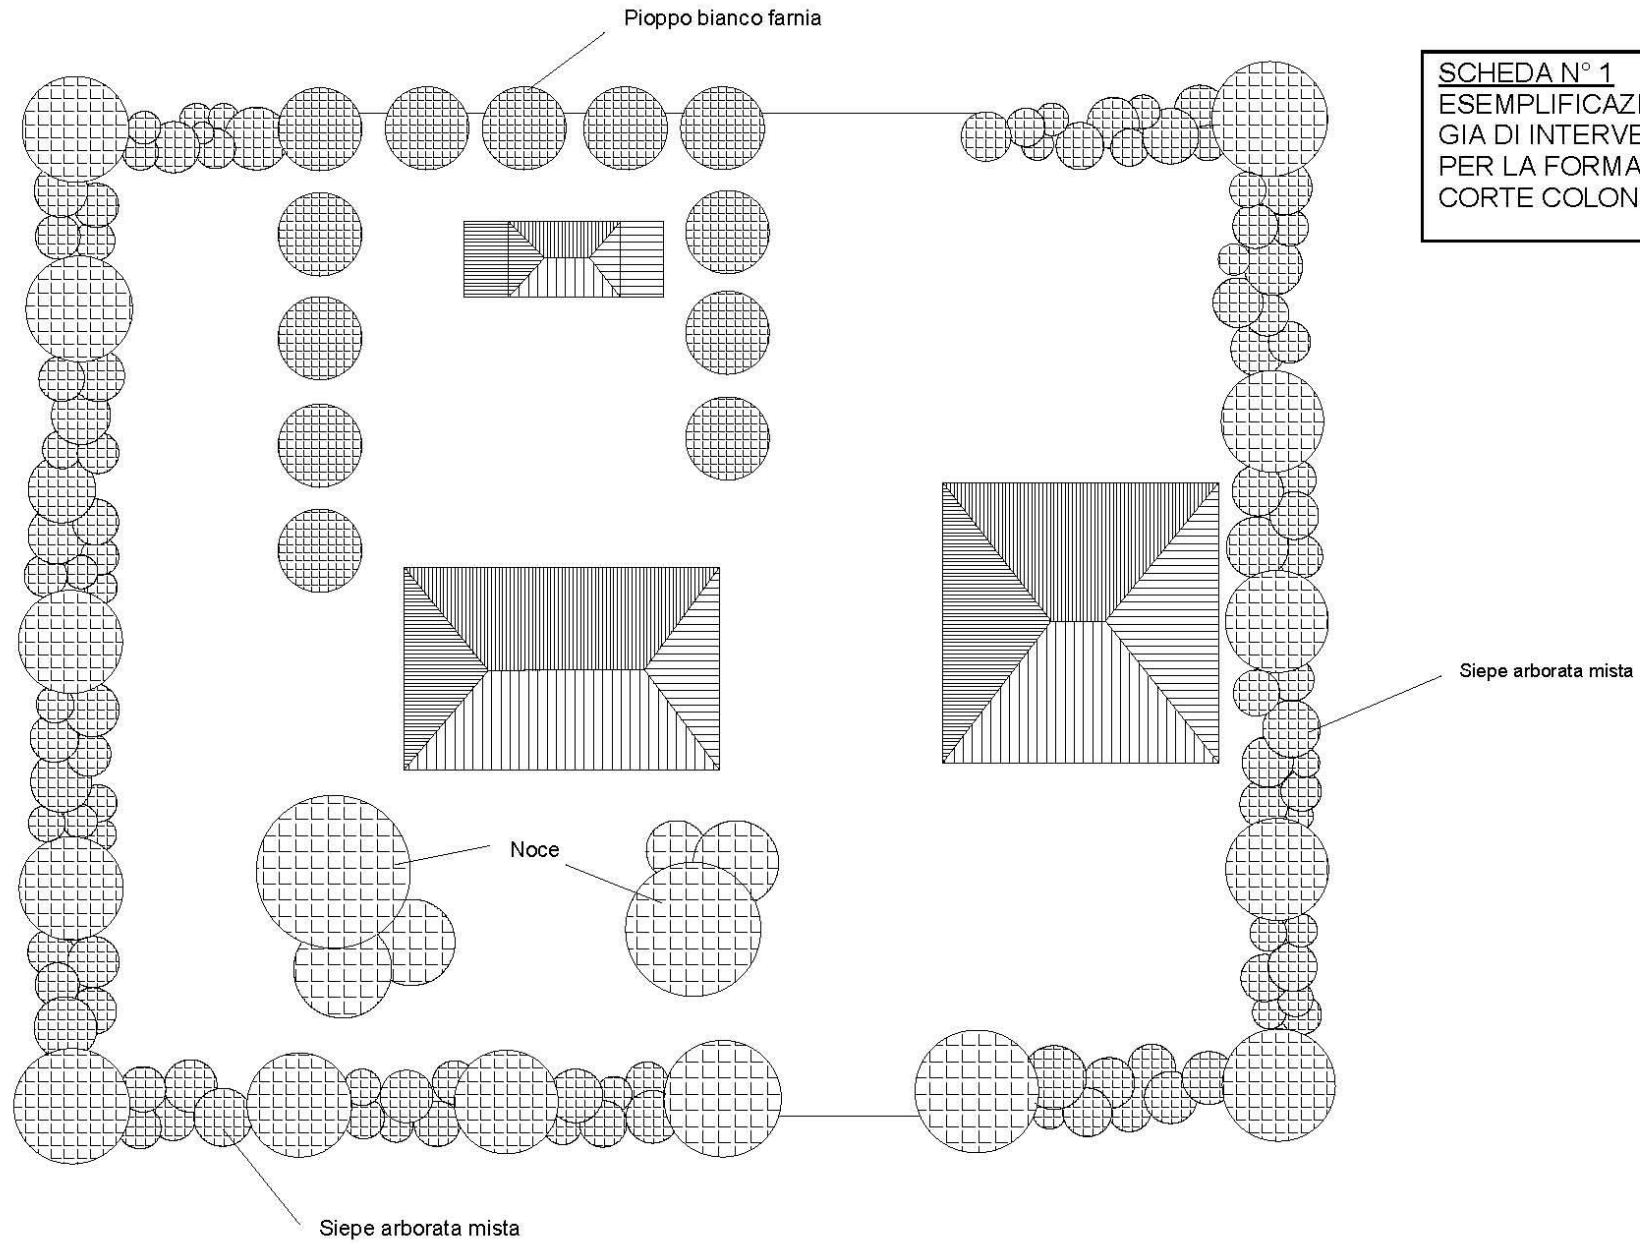 Pioppo bianco farnia
SCHEDA N° 1
ESEMPLIFICAZI
GIA DI INTERVE
PER LA FORMA
CORTE COLON
Siepe arborata mista
Noce
Siepe arborata mista